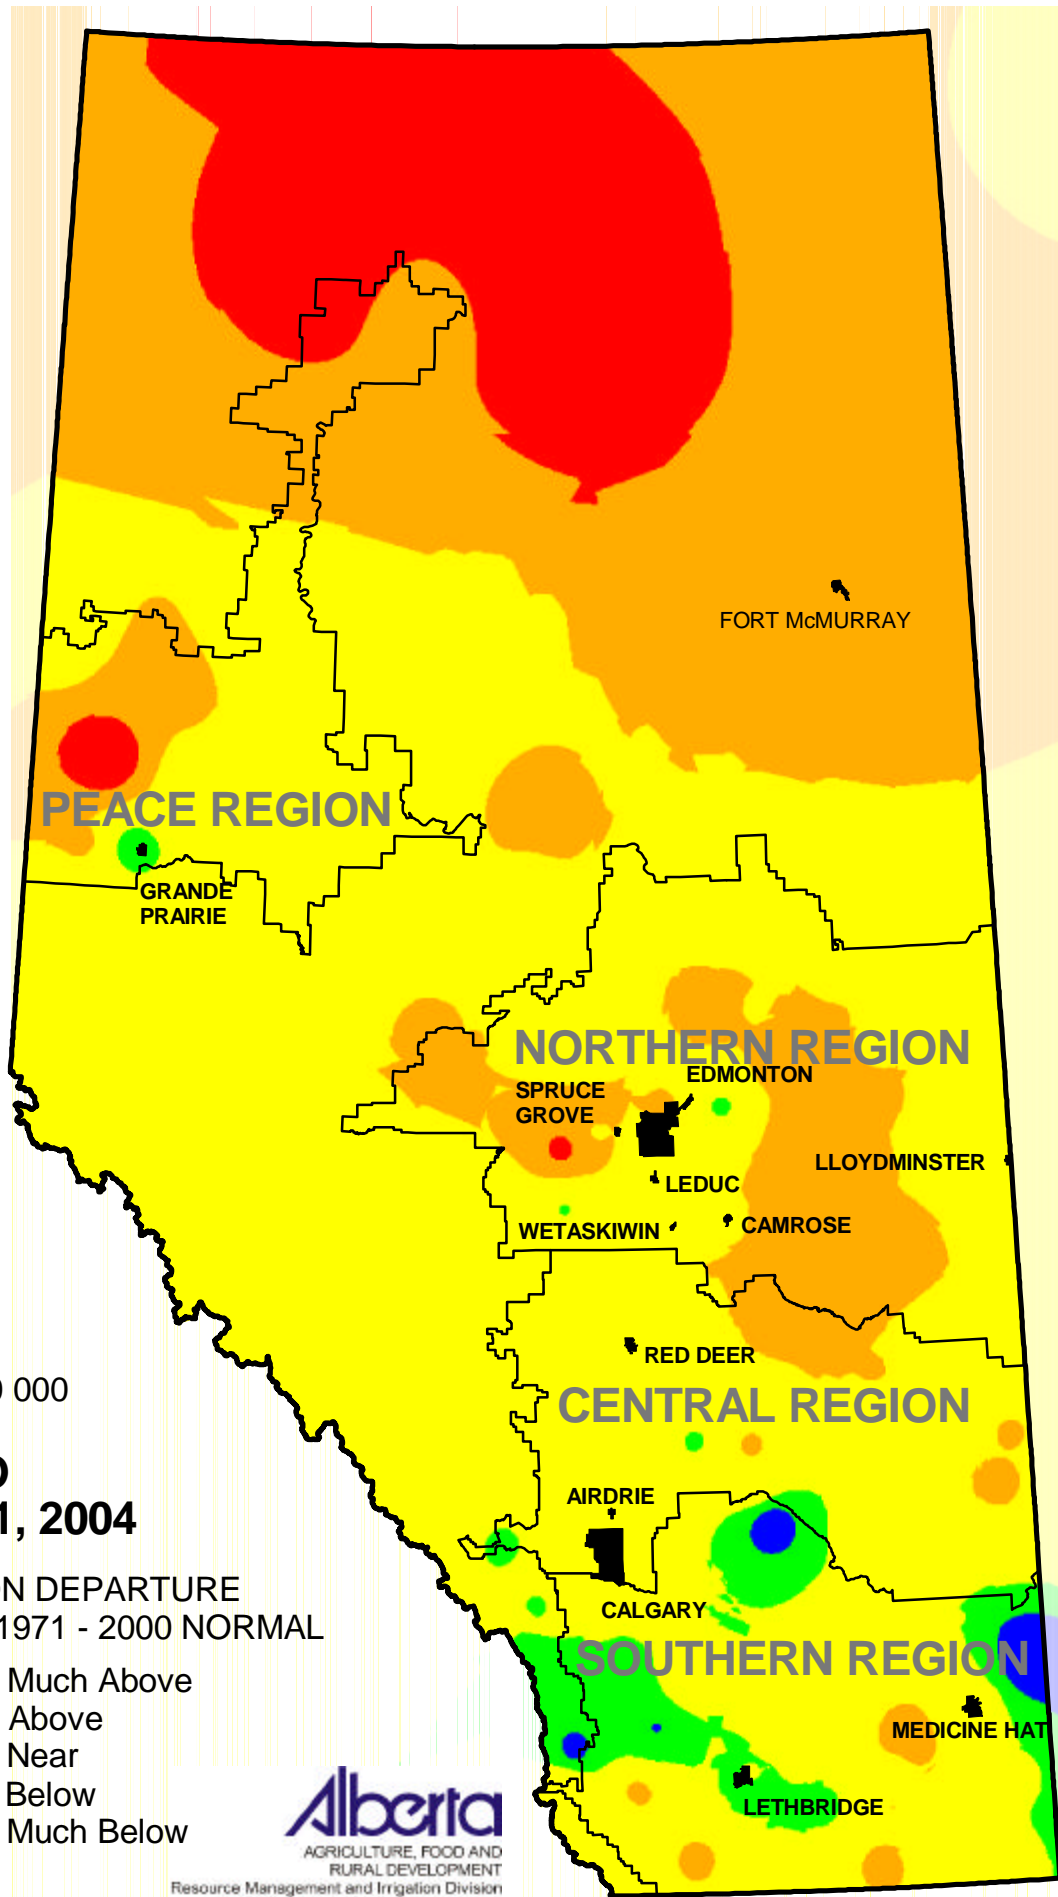 FORT McMURRAY
PEACE REGION
GRANDE
PRAIRIE
NORTHERN REGION
EDMONTON
SPRUCE
GROVE
LLOYDMINSTER
LEDUC
WETASKIWIN
CAMROSE
RED DEER
000
CENTRAL REGION
AIRDRIE
1, 2004
DEPARTURE
1971 - 2000 NORMAL
CALGARY
SOUTHERN REGION
Much Above
Above
Near
Below
Much Below
MEDICINE HAT
LETHBRIDGE
Alberta
AGRICULTURE, FOOD AND
RURAL DEVELOPMENT
Resource Management and Irrigation Division